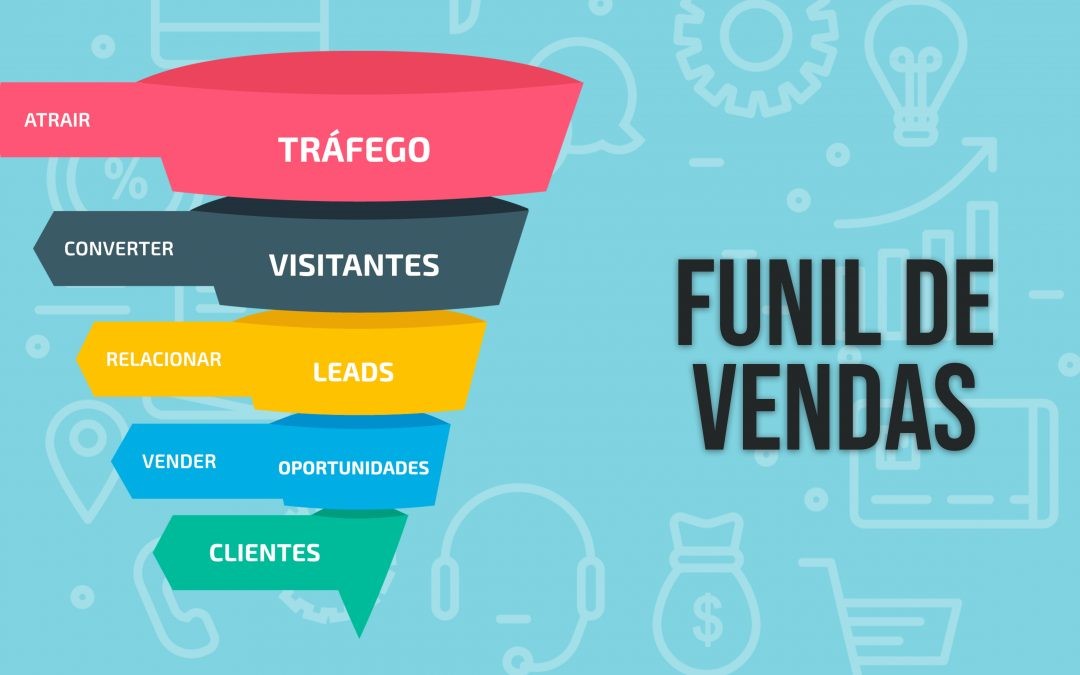 ATRAIR
TRÁFEGO
CONVERTER
VISITANTES
RELACIONAR
LEADS
VENDER
OPORTUNIDADES
CLIENTES
FUNIL DE
VENDAS
%
$